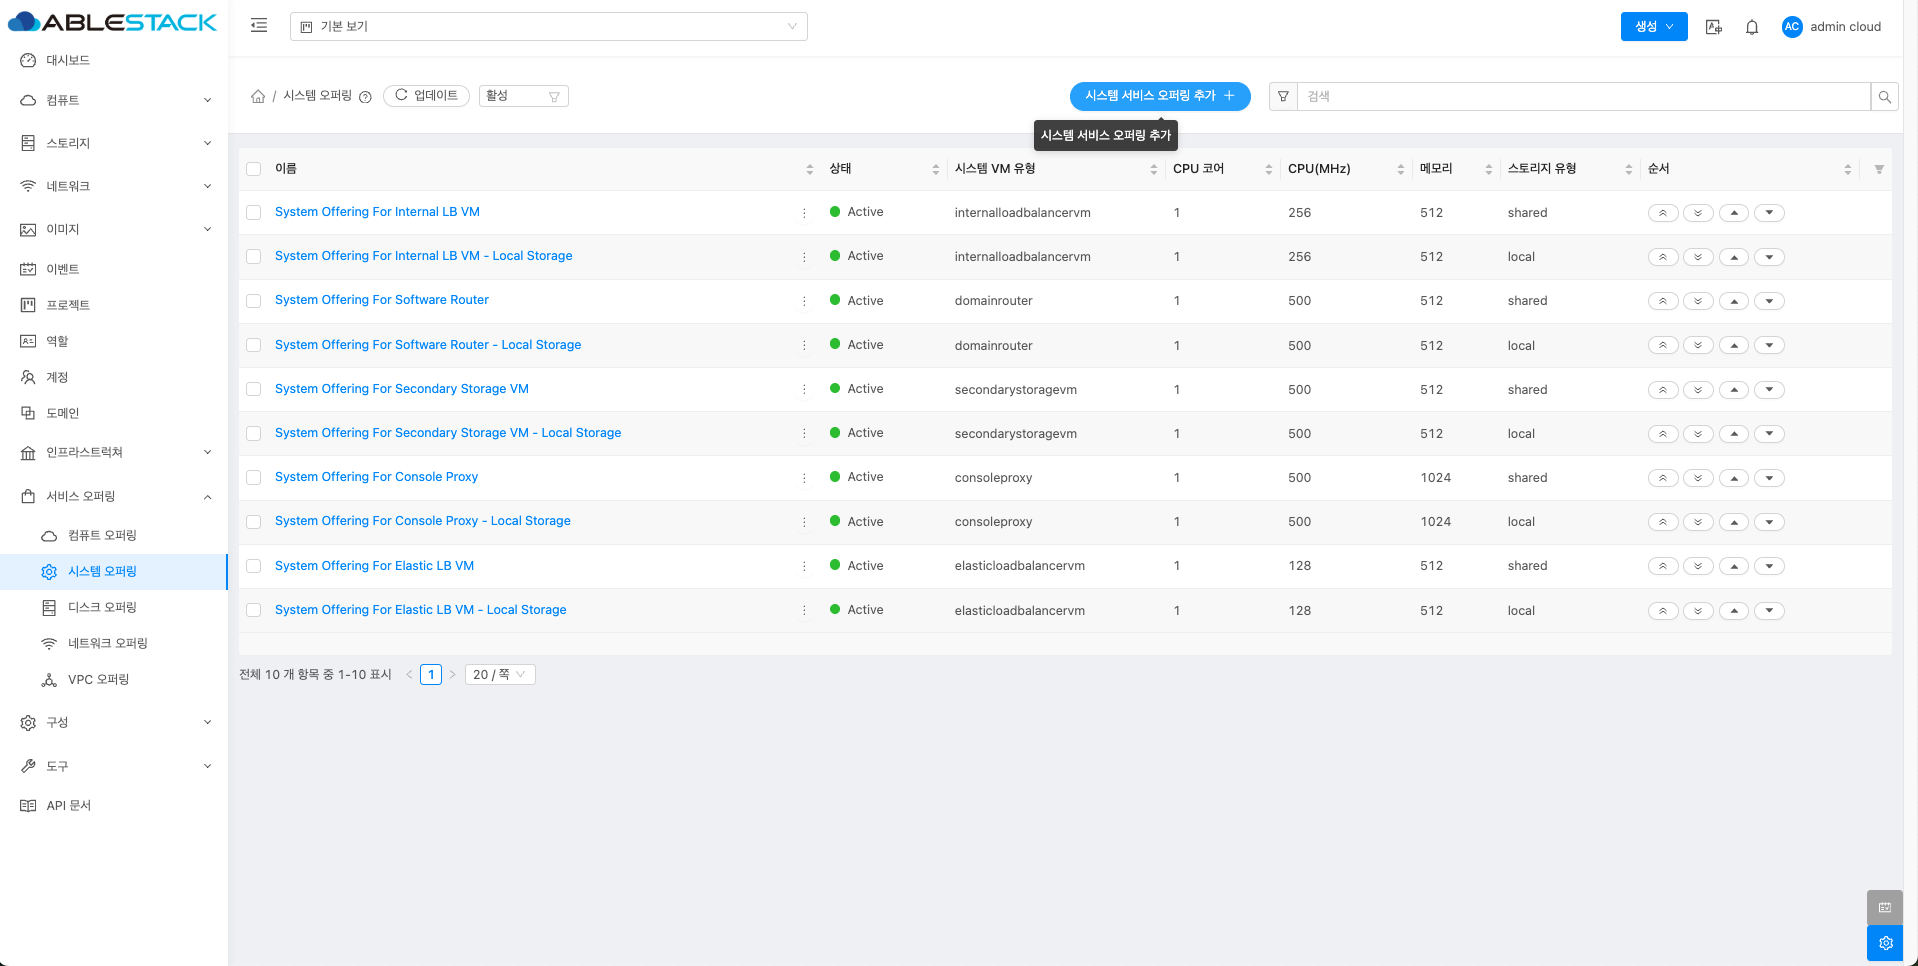 ABLESTACK
기본 보기
생성
AC
admin cloud
대시보드
컴퓨트
스토리지
네트워크
이미지
이벤트
프로젝트
역할
계정
도메인
인프라스트럭쳐
서비스 오퍼링
컴퓨트 오퍼링
시스템 오퍼링
디스크 오퍼링
네트워크 오퍼링
VPC 오퍼링
구성
도구
API 문서
/ 시스템 오퍼링
업데이트
활성
시스템 서비스 오퍼링 추가 +
검색
시스템 서비스 오퍼링 추가
이름 상태 시스템 VM 유형 CPU 코어 CPU(MHz) 메모리 스토리지 유형 순서
System Offering For Internal LB VM Active internalloadbalancervm 1 256 512 shared
System Offering For Internal LB VM - Local Storage Active internalloadbalancervm 1 256 512 local
System Offering For Software Router Active domainrouter 1 500 512 shared
System Offering For Software Router - Local Storage Active domainrouter 1 500 512 local
System Offering For Secondary Storage VM Active secondarystoragevm 1 500 512 shared
System Offering For Secondary Storage VM - Local Storage Active secondarystoragevm 1 500 512 local
System Offering For Console Proxy Active consoleproxy 1 500 1024 shared
System Offering For Console Proxy - Local Storage Active consoleproxy 1 500 1024 local
System Offering For Elastic LB VM Active elasticloadbalancervm 1 128 512 shared
System Offering For Elastic LB VM - Local Storage Active elasticloadbalancervm 1 128 512 local
전체 10 개 항목 중 1-10 표시 < 1 > 20 / 쪽